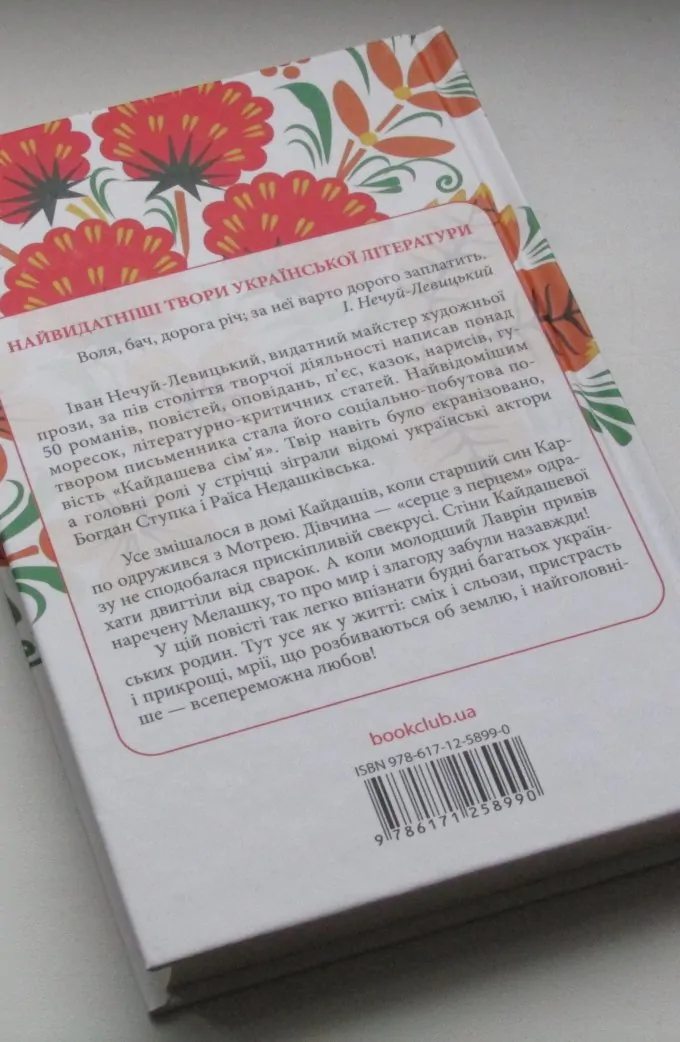 НАЙВИДАТНІШІ ТВОРИ УКРАЇНСЬКОЇ ЛІТЕРАТУРИ
Воля, бач, дорога річ; за неї варто дорого заплатить.
І. Нечуй-Левицький
Іван Нечуй-Левицький, видатний майстер художньої
прози, за пів століття творчої діяльності написав понад
50 романів, повістей, оповідань, п’єс, казок, нарисів, гу-
моресок, літературно-критичних статей. Найвідомішим
твором письменника стала його соціально-побутова по-
вість “Кайдашева сім’я». Твір навіть було екранізовано,
а головні ролі у стрічці зіграли відомі українські актори
Богдан Ступка і Раїса Недашківська.
Усе змішалося в домі Кайдашів, коли старший син Кар-
по одружився з Мотрею. Дівчина — «серце з перцем» одра-
зу не сподобалася прискіпливій свекрусі. Стіни Кайдашевої
хати двигтіли від сварок. А коли молодший Лаврін привів
наречену Мелашку, то про мир і злагоду забули назавжди!
У цій повісті так легко впізнати будні багатьох україн-
ських родин. Тут усе як у житті: сміх і сльози, пристрасть
і прикрощі, мрії, що розбиваються об землю, і найголовні-
ше — всепереможна любов!
bookclub.ua
ISBN 978-617-12-5899-0
9 786171 258990